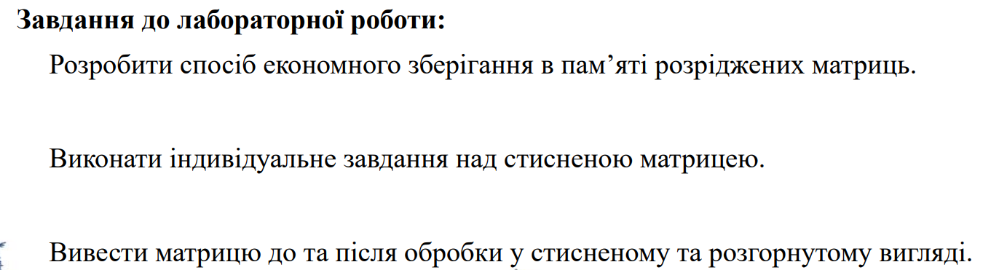 Завдання до лабораторної роботи:
Розробити спосіб економного зберігання в пам’яті розріджених матриць.
Виконати індивідуальне завдання над стисненою матрицею.
Вивести матрицю до та після обробки у стисненому та розгорнутому вигляді.